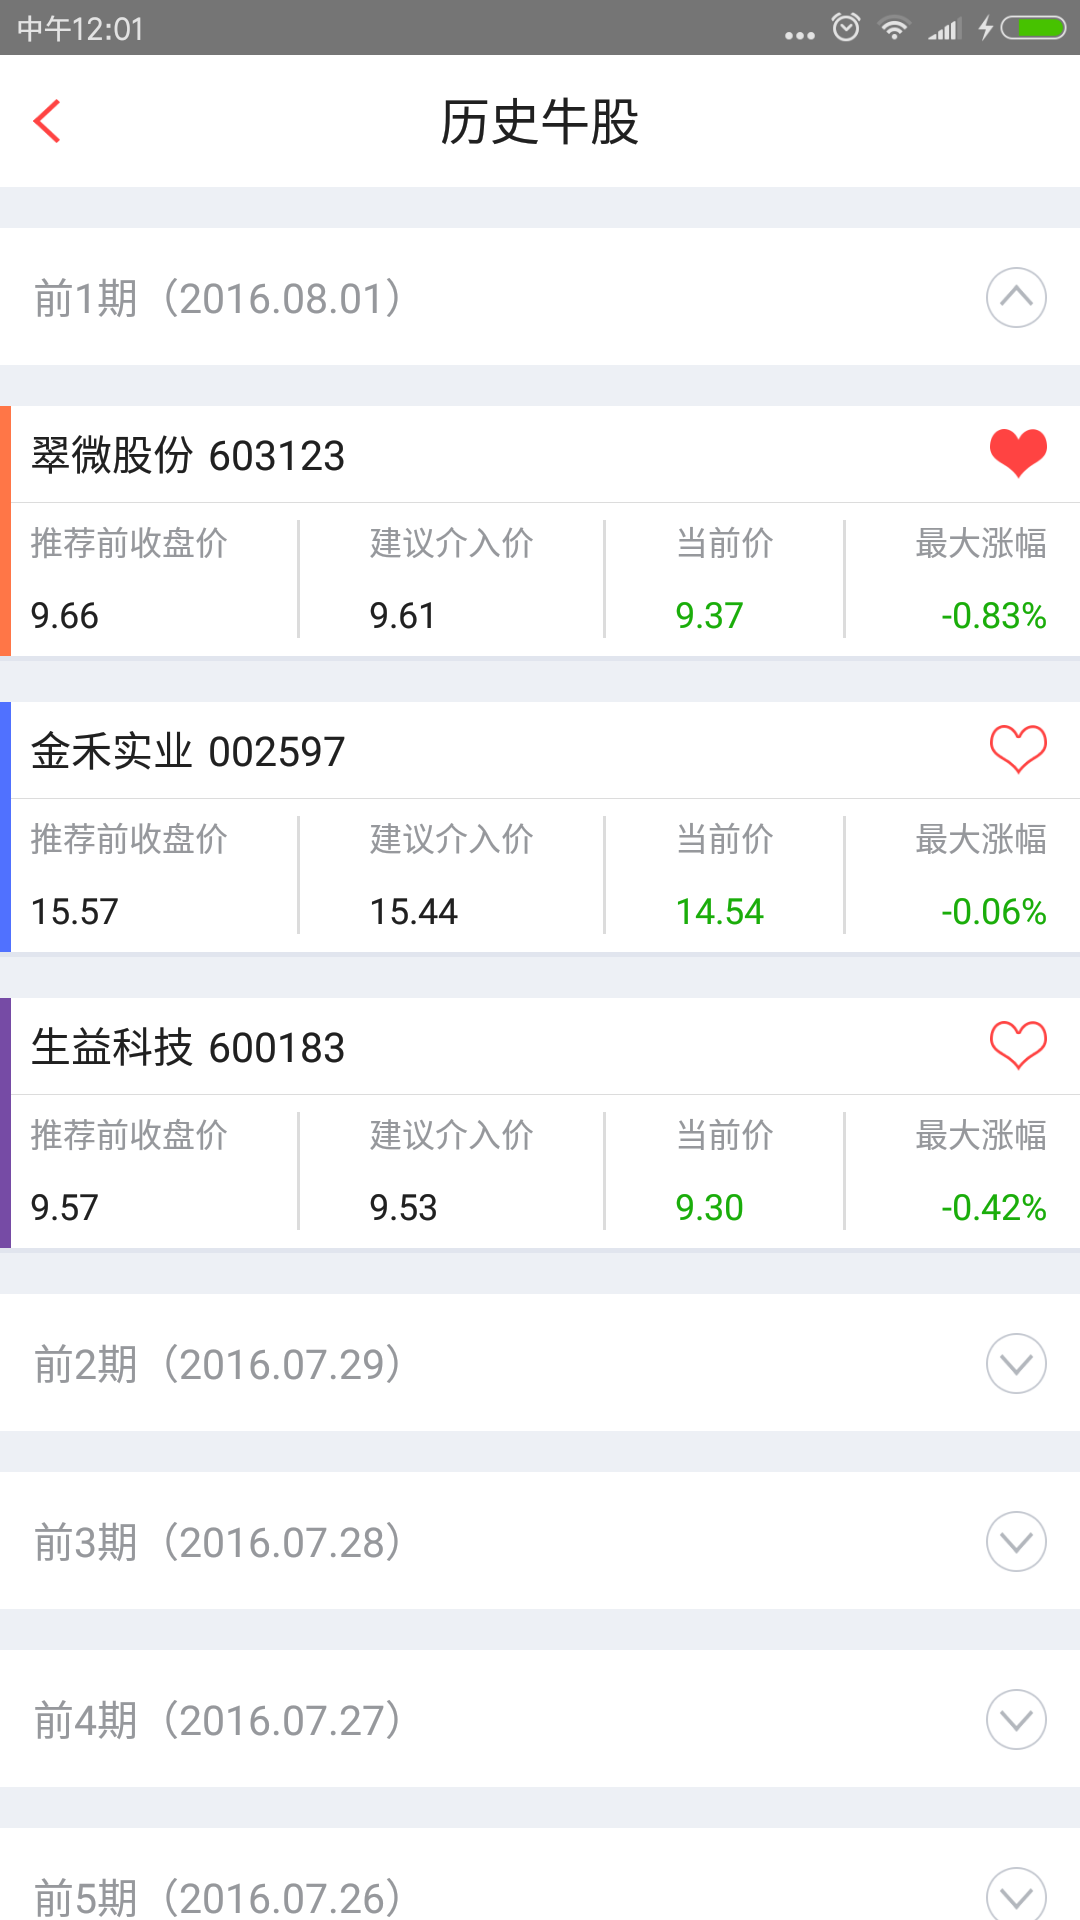 中午12:01
历史牛股
前1期（2016.08.01）
翠微股份 603123
推荐前收盘价 建议介入价 当前价 最大涨幅
9.66 9.61 9.37 -0.83%
金禾实业 002597
推荐前收盘价 建议介入价 当前价 最大涨幅
15.57 15.44 14.54 -0.06%
生益科技 600183
推荐前收盘价 建议介入价 当前价 最大涨幅
9.57 9.53 9.30 -0.42%
前2期（2016.07.29）
前3期（2016.07.28）
前4期（2016.07.27）
前5期（2016.07.26）